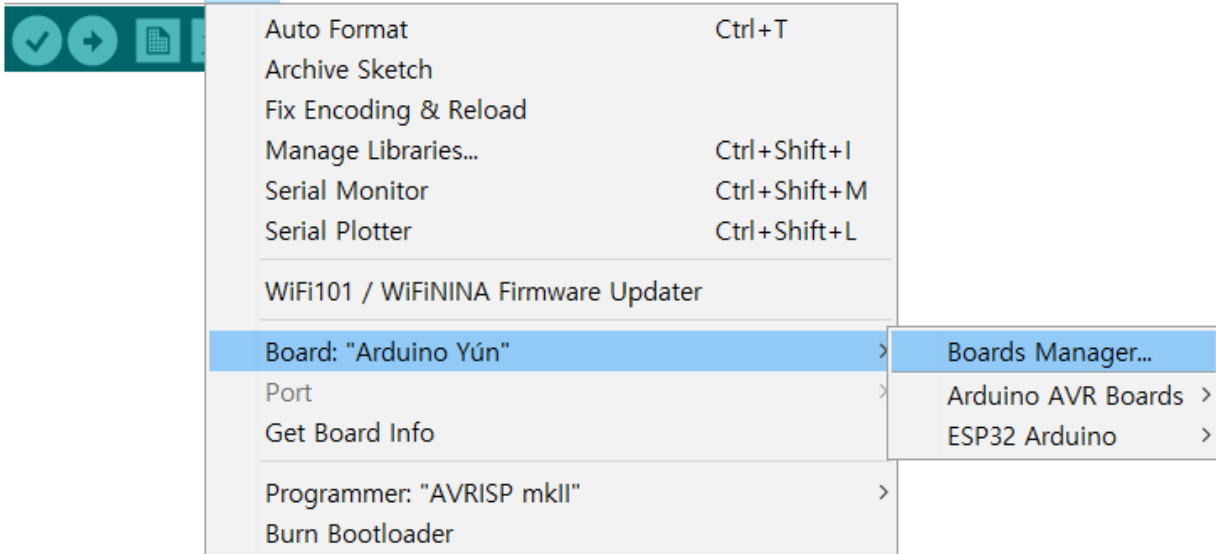 Auto Format Ctrl+T
Archive Sketch
Fix Encoding & Reload
Manage Libraries... Ctrl+Shift+I
Serial Monitor Ctrl+Shift+M
Serial Plotter Ctrl+Shift+L
WiFi101 / WiFiNINA Firmware Updater
Board: "Arduino Yún"
Port
Get Board Info
Programmer: "AVRISP mkII"
Burn Bootloader
Boards Manager...
Arduino AVR Boards
ESP32 Arduino